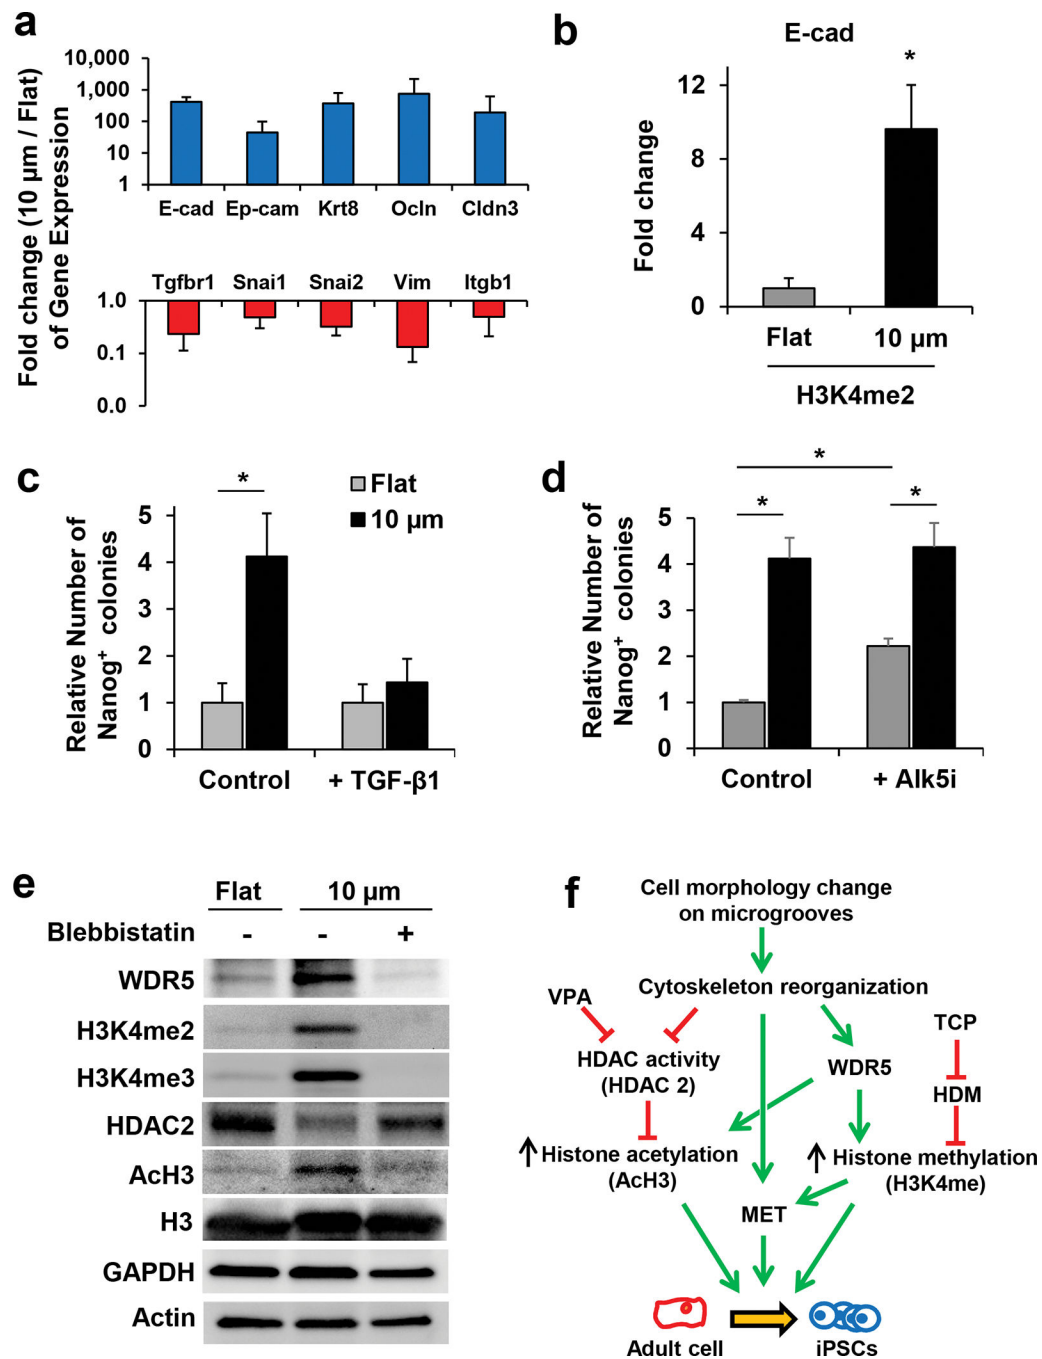 a
Fold change (10 µm / Flat)
of Gene Expression
10,000
1,000
100
10
1
E-cad Ep-cam Krt8 Ocln Cldn3
Tgfbr1 Snai1 Snai2 Vim Itgb1
1.0
0.1
0.0
b
E-cad
*
Fold change
12
8
4
0
Flat 10 µm
H3K4me2
c
*
Flat
10 µm
Relative Number of
Nanog+ colonies
5
4
3
2
1
0
Control + TGF-β1
d
*
* *
Relative Number of
Nanog+ colonies
5
4
3
2
1
0
Control + Alk5i
e
Flat 10 µm
Blebbistatin - - +
WDR5
H3K4me2
H3K4me3
HDAC2
AcH3
H3
GAPDH
Actin
f
Cell morphology change
on microgrooves
Cytoskeleton reorganization
VPA
TCP
HDAC activity
(HDAC 2)
WDR5
HDM
Histone acetylation
(AcH3)
Histone methylation
(H3K4me)
MET
Adult cell
iPSCs